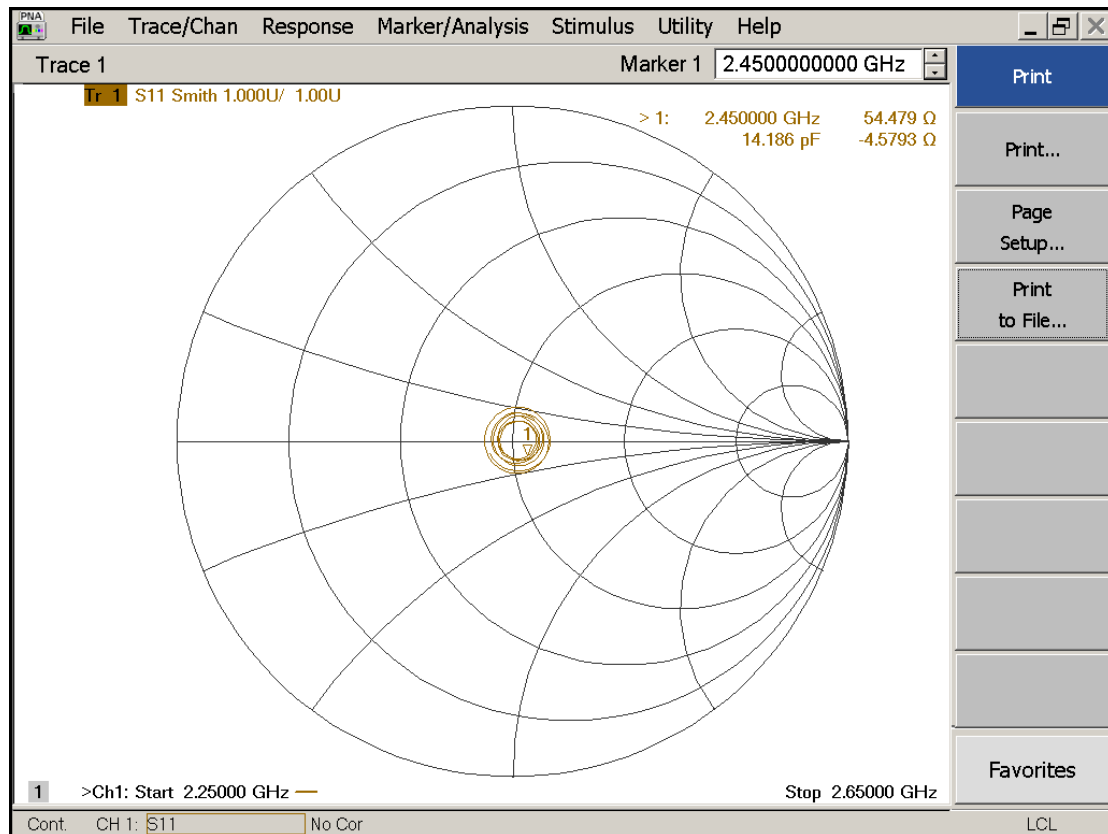 PNA File Trace/Chan Response Marker/Analysis Stimulus Utility Help
Trace 1 Marker 1 2.4500000000 GHz
Print
Tr 1 S11 Smith 1.000U/ 1.00U
> 1: 2.450000 GHz 54.479 Ω
14.186 pF -4.5793 Ω
Print...
Page
Setup...
Print
to File...
1
Favorites
1 >Ch1: Start 2.25000 GHz Stop 2.65000 GHz
Cont. CH 1: S11 No Cor LCL